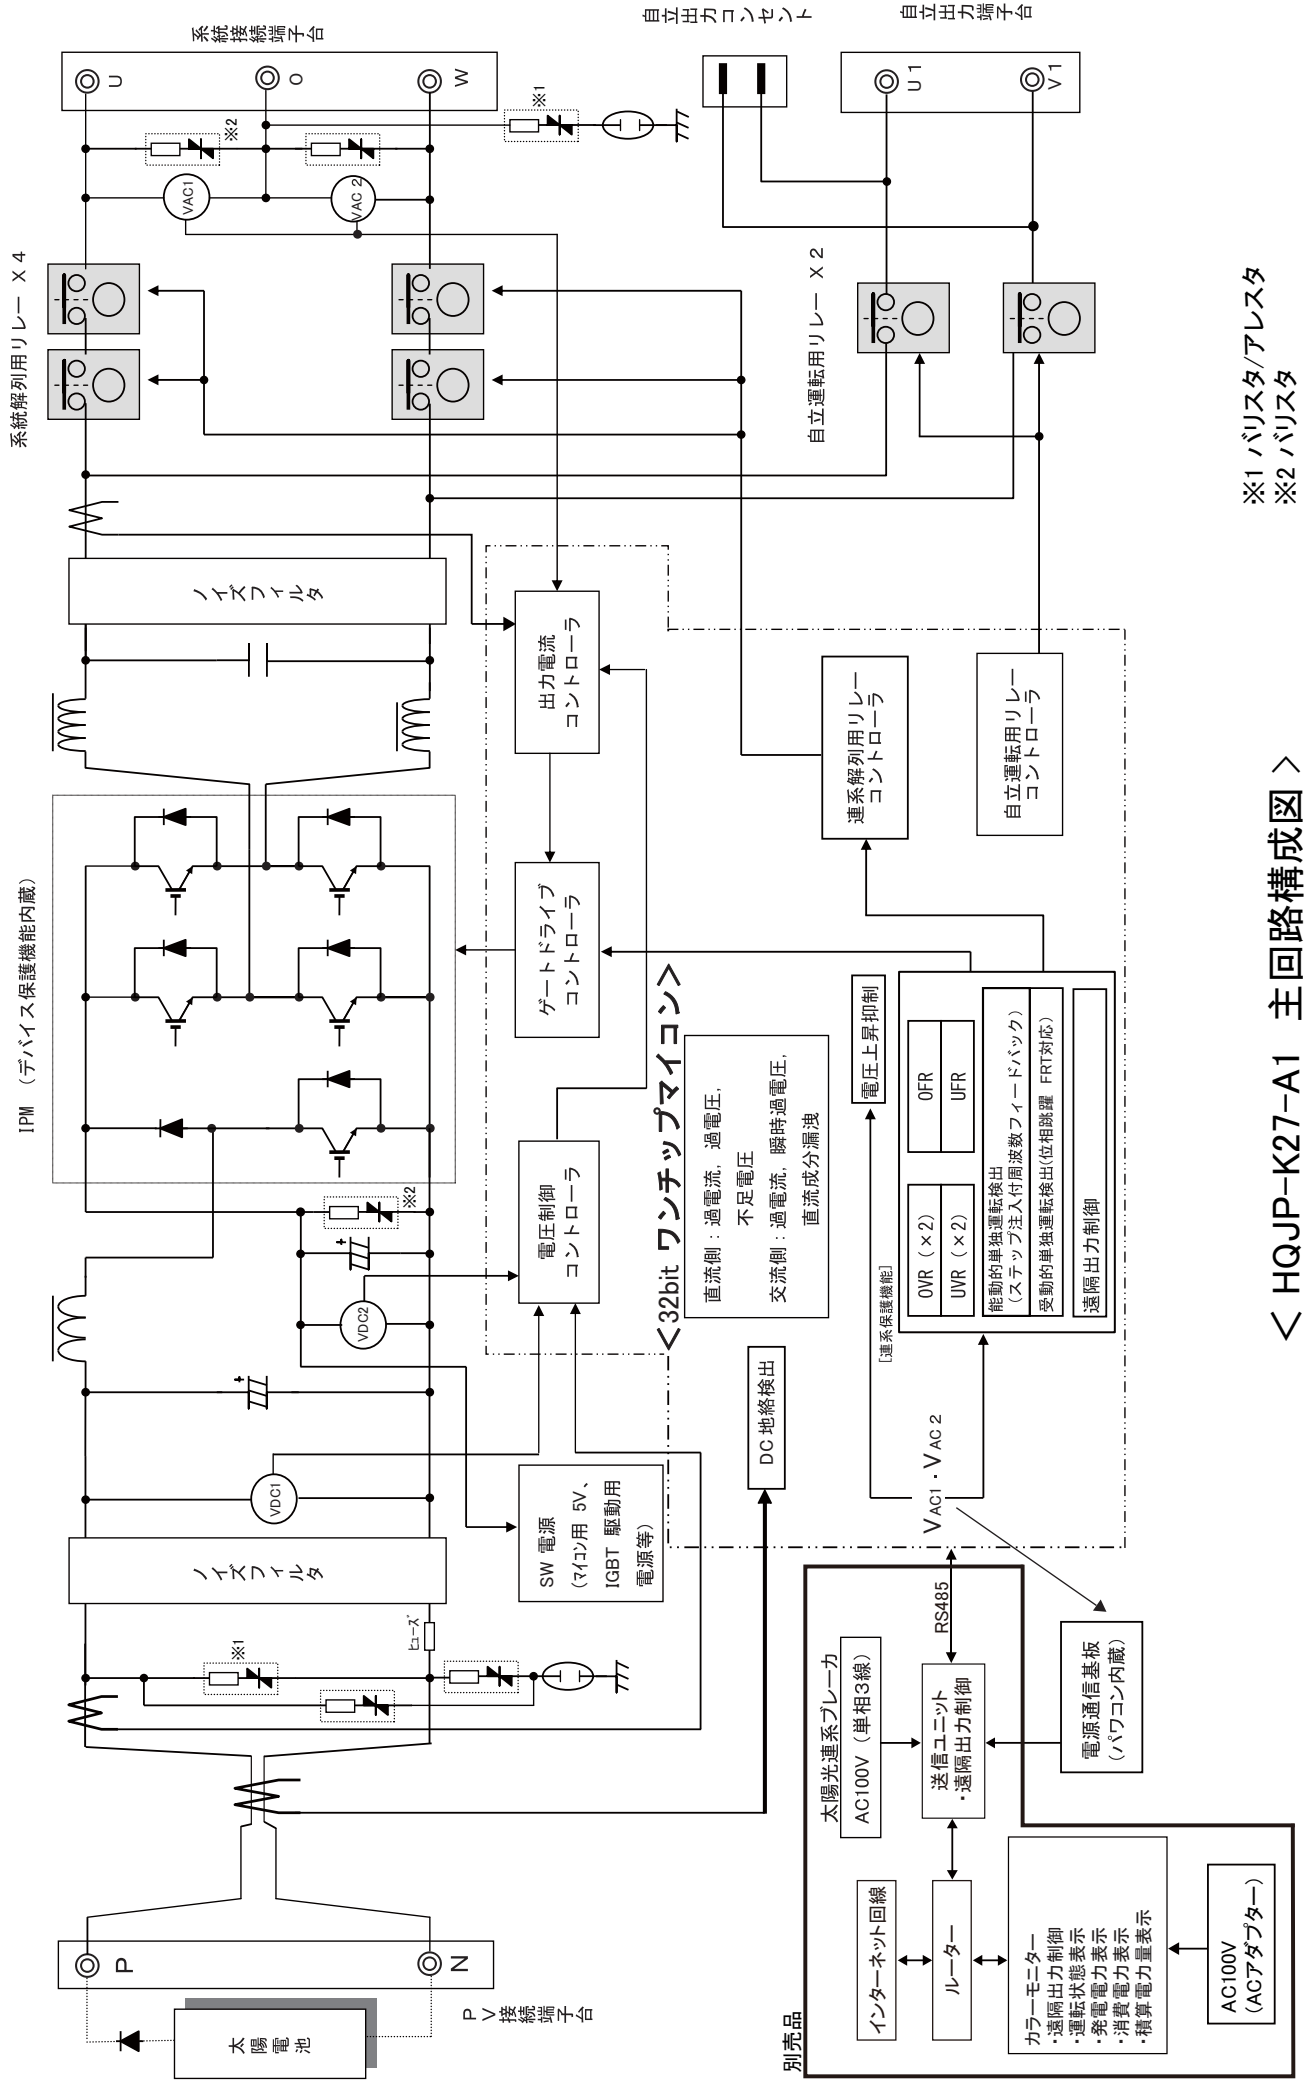 太
陽
電
池
P
N
PV接続端子台
※1
ヒューズ
ノイズフィルタ
VDC1
VDC2
※2
IPM （デバイス保護機能内蔵）
ノイズフィルタ
系統解列用リレー X 4
VAC1
VAC 2
※2
※1
U
O
W
系統接続端子台
自立出力コンセント
U 1
V 1
自立出力端子台
自立運転用リレー X 2
SW 電源
(マイコン用 5V、
IGBT 駆動用
電源等)
DC 地絡検出
電圧制御
コントローラ
ゲートドライブ
コントローラ
出力電流
コントローラ
＜32bit ワンチップマイコン＞
直流側：過電流，過電圧，
不足電圧
交流側：過電流，瞬時過電圧，
直流成分漏洩
連系解列用リレー
コントローラ
自立運転用リレー
コントローラ
電圧上昇抑制
[連系保護機能]
OVR（×2）
OFR
UVR（×2）
UFR
能動的単独運転検出
（ステップ注入付周波数フィードバック）
受動的単独運転検出(位相跳躍 FRT対応)
遠隔出力制御
VAC1・VAC2
RS485
別売品
太陽光連系ブレーカ
AC100V（単相3線）
送信ユニット
・遠隔出力制御
電源通信基板
（パワコン内蔵）
インターネット回線
ルーター
カラーモニター
・遠隔出力制御
・運転状態表示
・発電電力表示
・消費電力表示
・積算電力量表示
AC100V
(ACアダプター)
※1 バリスタ/アレスタ
※2 バリスタ
＜ HQJP-K27-A1 主回路構成図 ＞